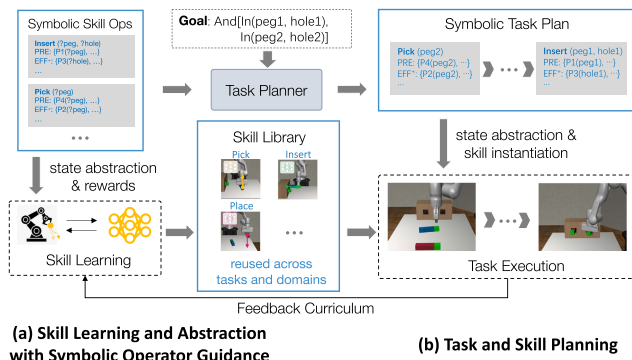 Symbolic Skill Ops
Insert (?peg, ?hole)
PRE: {P1(?peg), …}
EFF⁺: {P3(?hole), …}
…
Pick (?peg)
PRE: {P4(?peg), …}
EFF⁺: {P2(?peg), …}
…
Goal: And[In(peg1, hole1),
In(peg2, hole2)]
Task Planner
Symbolic Task Plan
Pick (peg2)
PRE: {P4(peg2), ···}
EFF⁺: {P2(peg2), ···}
…
Insert (peg1, hole1)
PRE: {P1(peg1), ···}
EFF⁺: {P3(hole1), ···}
…
state abstraction
& rewards
Skill Library
Pick
Insert
Place
reused across
tasks and domains
state abstraction &
skill instantiation
Skill Learning
Task Execution
Feedback Curriculum
(a) Skill Learning and Abstraction
with Symbolic Operator Guidance
(b) Task and Skill Planning